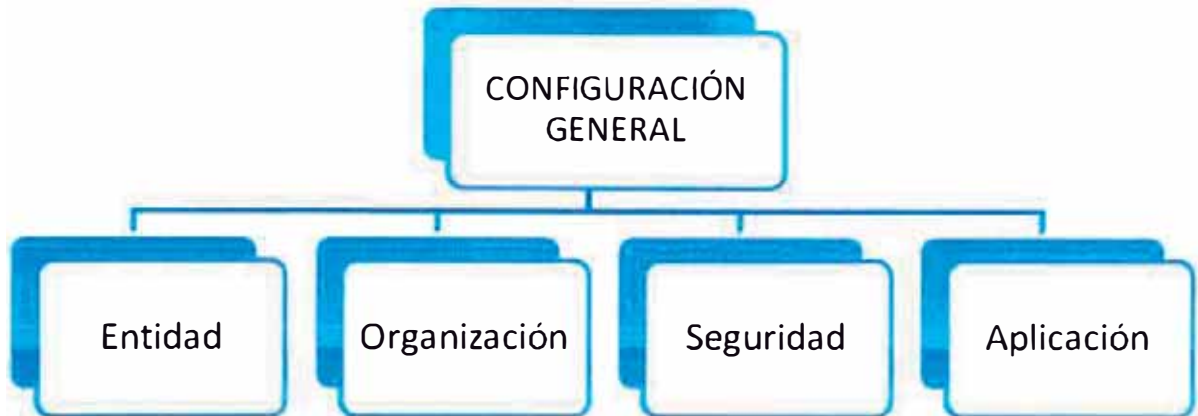 CONFIGURACIÓN
GENERAL
Entidad
Organización
Seguridad
Aplicación